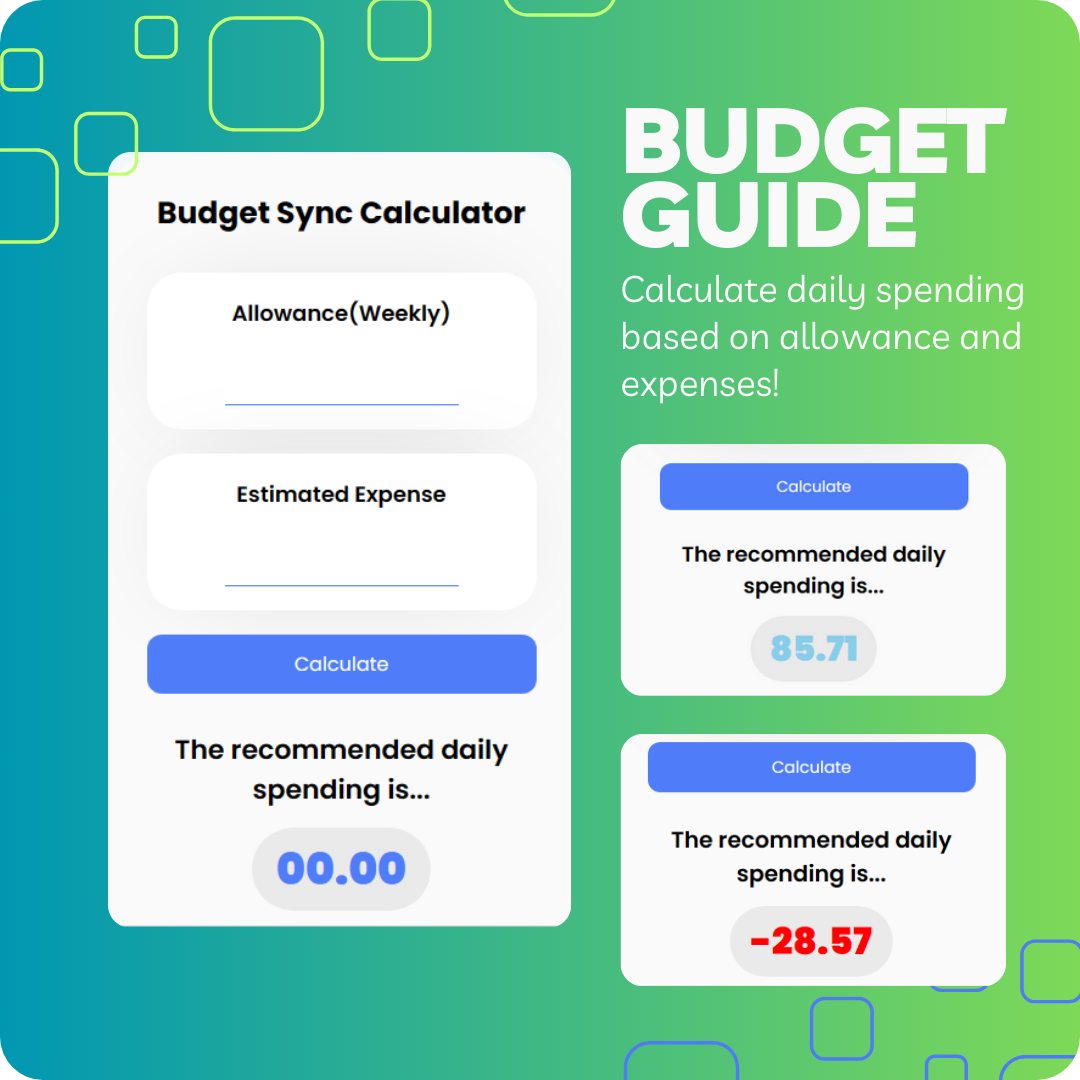 BUDGET
GUIDE
Calculate daily spending
based on allowance and
expenses!
Budget Sync Calculator
Allowance(Weekly)
Estimated Expense
Calculate
The recommended daily
spending is...
00.00
Calculate
The recommended daily
spending is...
85.71
Calculate
The recommended daily
spending is...
-28.57